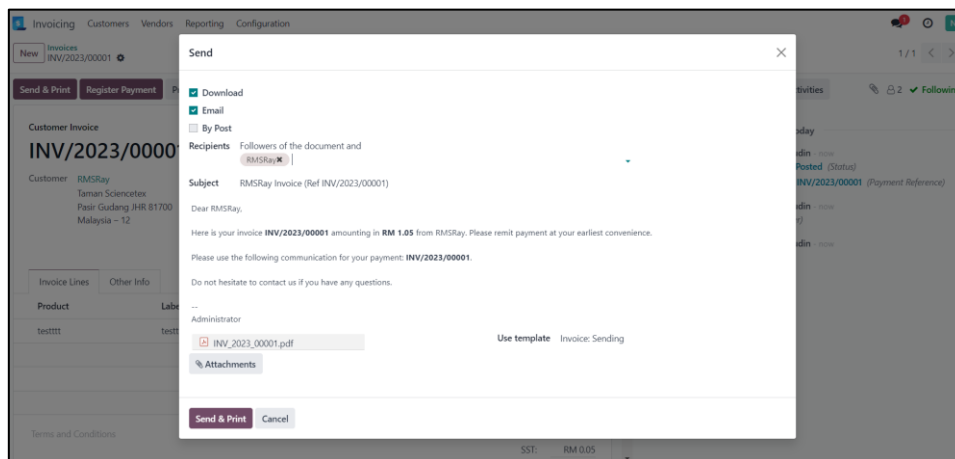 Invoicing Customers Vendors Reporting Configuration
1
New Invoices
INV/2023/00001
1 / 1
Send & Print Register Payment
2 Followin
Customer Invoice
INV/2023/0000
Customer RMSRay
Taman Sciencetex
Pasir Gudang JHR 81700
Malaysia – 12
Invoice Lines Other Info
Product
testttt
Terms and Conditions
Send
Download
Email
By Post
Recipients Followers of the document and
RMSRay
Subject RMSRay Invoice (Ref INV/2023/00001)
Dear RMSRay,
Here is your invoice INV/2023/00001 amounting in RM 1.05 from RMSRay. Please remit payment at your earliest convenience.
Please use the following communication for your payment: INV/2023/00001.
Do not hesitate to contact us if you have any questions.
--
Administrator
INV_2023_00001.pdf
Use template Invoice: Sending
Attachments
Send & Print Cancel
SST: RM 0.05
Posted (Status)
INV/2023/00001 (Payment Reference)